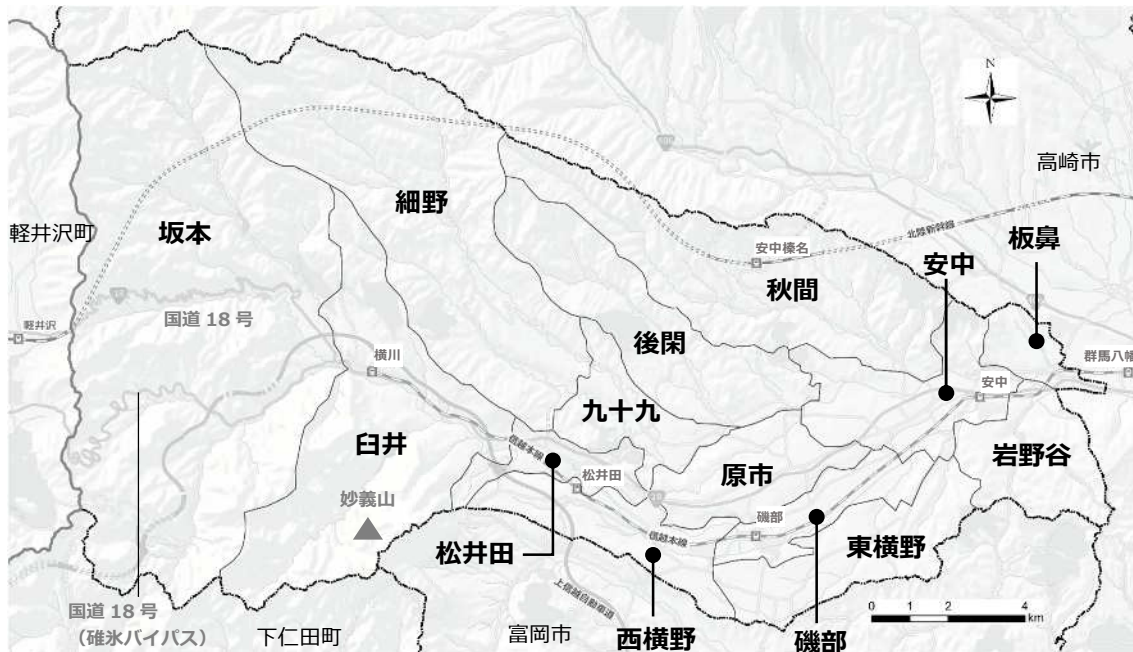 N
高崎市
細野
軽井沢町
坂本
北陸新幹線
板鼻
安中榛名
安中
秋間
国道 18 号
軽井沢
後閑
横川
群馬八幡
安中
九十九
臼井
信越本線
岩野谷
原市
松井田
妙義山
磯部
信越本線
松井田
東横野
上信越自動車道
国道 18 号
(碓氷バイパス)
0 1 2 4
km
下仁田町
富岡市
西横野
磯部